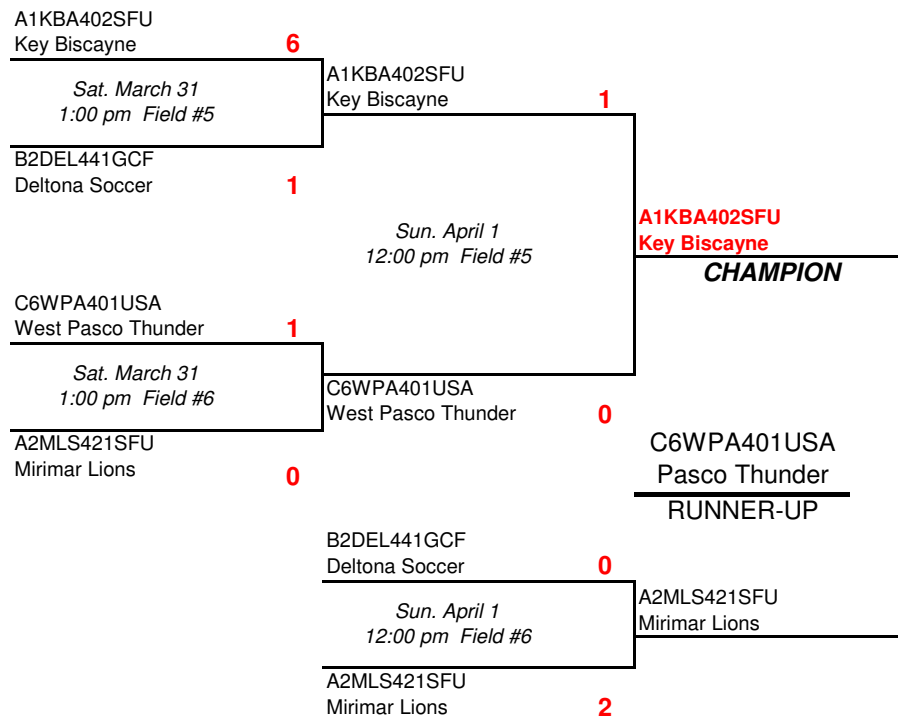 A1KBA402SFU
Key Biscayne 6
Sat. March 31
1:00 pm Field #5
B2DEL441GCF
Deltona Soccer 1
A1KBA402SFU
Key Biscayne 1
Sun. April 1
12:00 pm Field #5
A1KBA402SFU
Key Biscayne
CHAMPION
C6WPA401USA
West Pasco Thunder 1
Sat. March 31
1:00 pm Field #6
A2MLS421SFU
Mirimar Lions 0
C6WPA401USA
West Pasco Thunder 0
C6WPA401USA
Pasco Thunder
RUNNER-UP
B2DEL441GCF
Deltona Soccer 0
Sun. April 1
12:00 pm Field #6
A2MLS421SFU
Mirimar Lions 2
A2MLS421SFU
Mirimar Lions